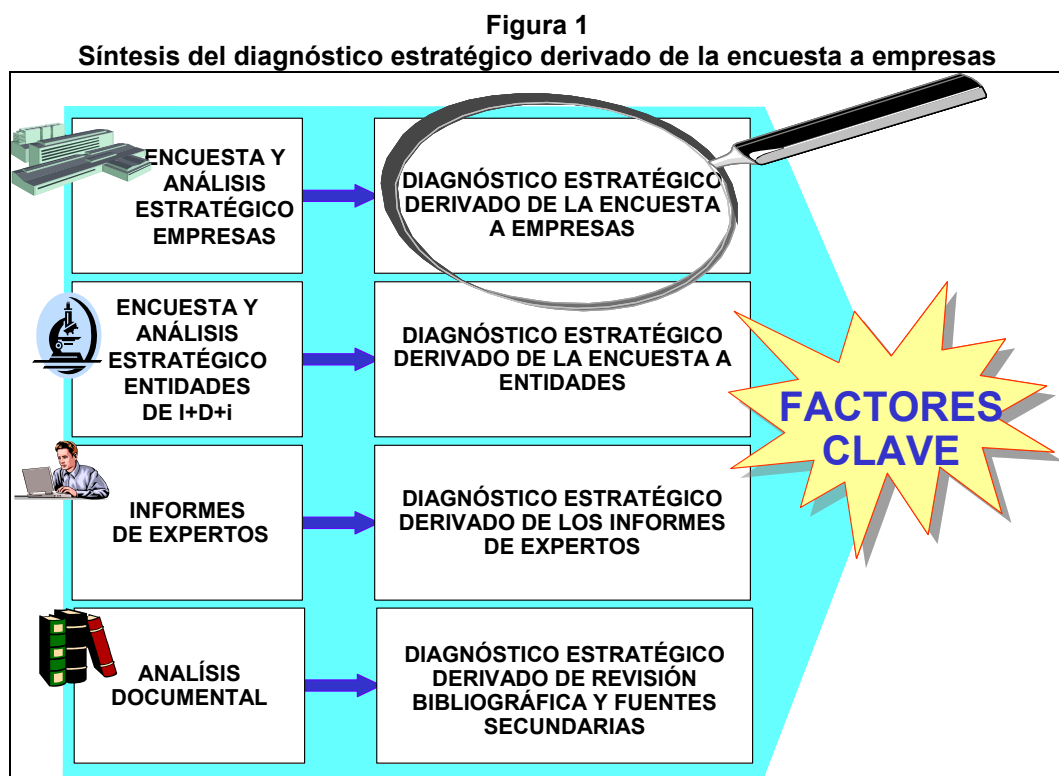 Figura 1
Síntesis del diagnóstico estratégico derivado de la encuesta a empresas
ENCUESTA Y
ANÁLISIS
ESTRATÉGICO
EMPRESAS
DIAGNÓSTICO ESTRATÉGICO
DERIVADO DE LA ENCUESTA
A EMPRESAS
ENCUESTA Y
ANÁLISIS
ESTRATÉGICO
ENTIDADES
DE I+D+i
DIAGNÓSTICO ESTRATÉGICO
DERIVADO DE LA ENCUESTA A
ENTIDADES
INFORMES
DE EXPERTOS
DIAGNÓSTICO ESTRATÉGICO
DERIVADO DE LOS INFORMES
DE EXPERTOS
ANALÍSIS
DOCUMENTAL
DIAGNÓSTICO ESTRATÉGICO
DERIVADO DE REVISIÓN
BIBLIOGRÁFICA Y FUENTES
SECUNDARIAS
FACTORES
CLAVE